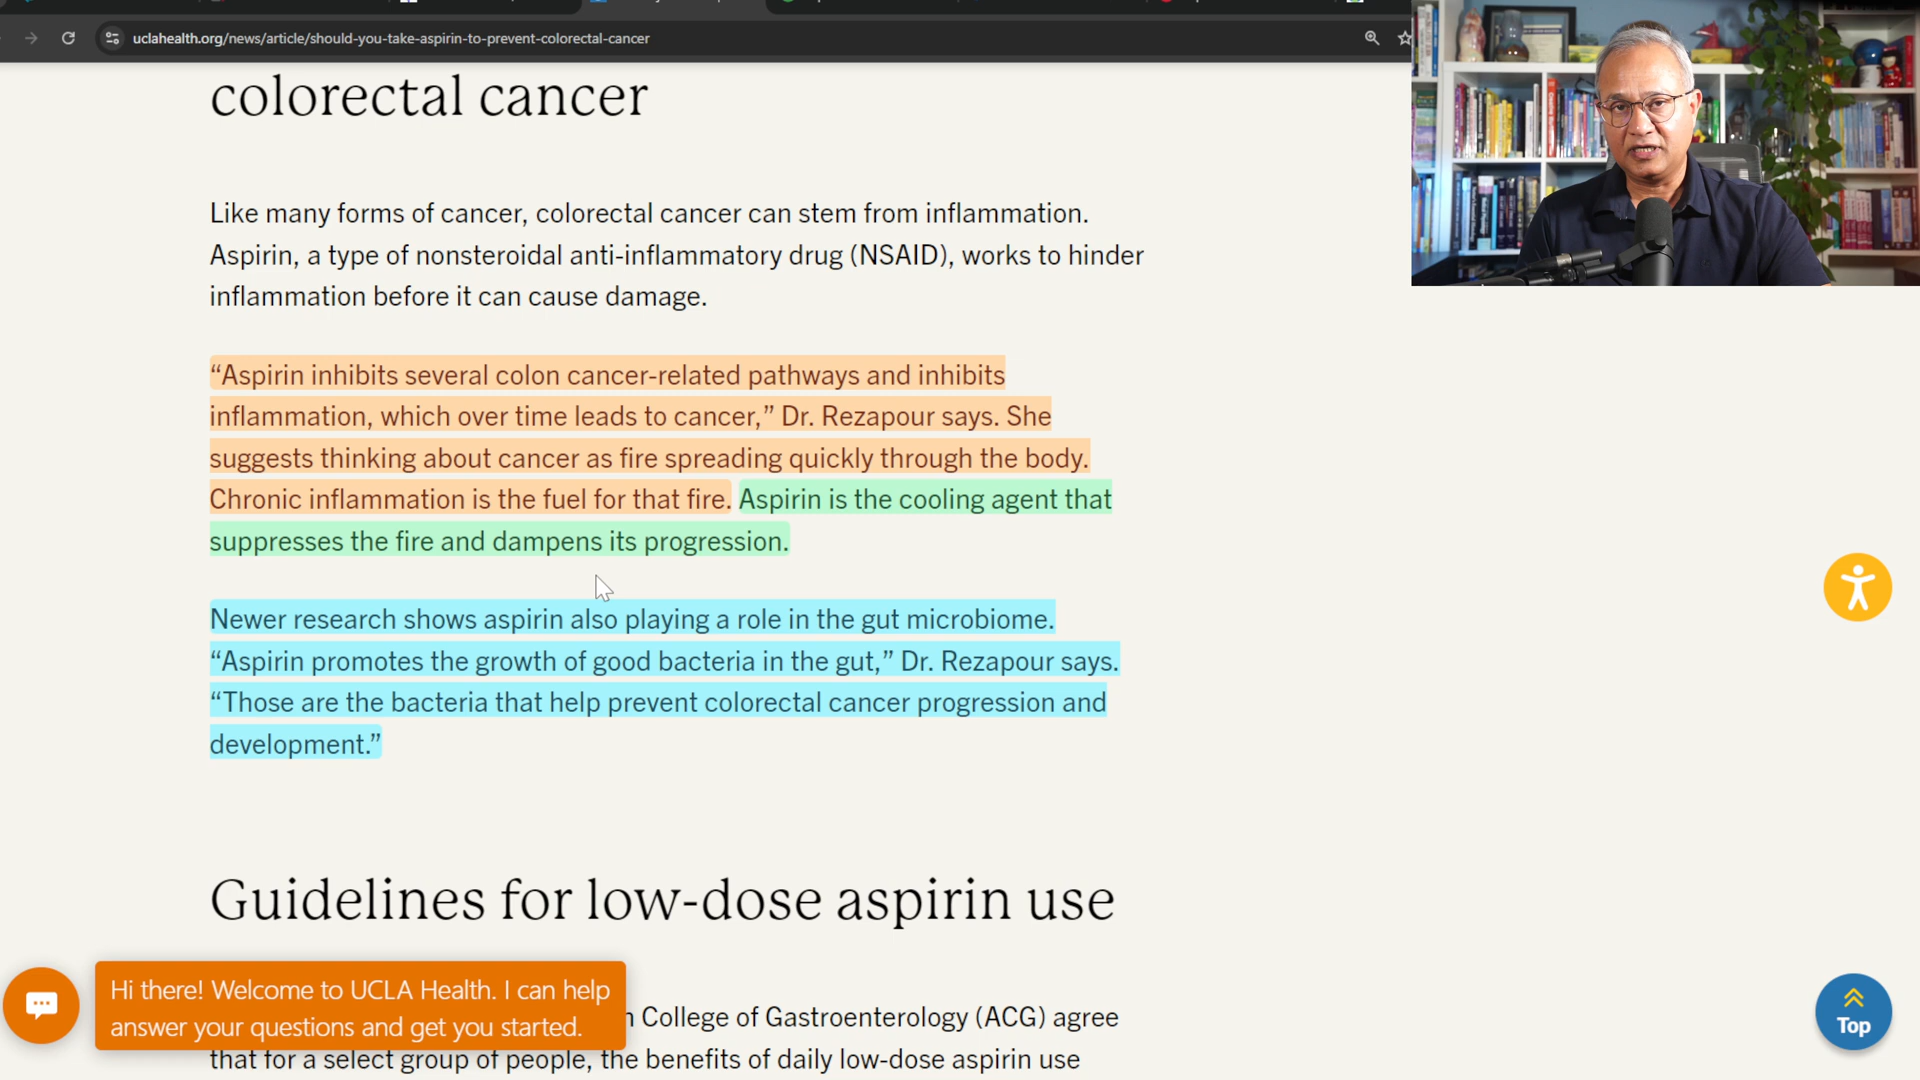 uclahealth.org/news/article/should-you-take-aspirin-to-prevent-colorectal-cancer
colorectal cancer
Like many forms of cancer, colorectal cancer can stem from inflammation.
Aspirin, a type of nonsteroidal anti-inflammatory drug (NSAID), works to hinder
inflammation before it can cause damage.
“Aspirin inhibits several colon cancer-related pathways and inhibits
inflammation, which over time leads to cancer,” Dr. Rezapour says. She
suggests thinking about cancer as fire spreading quickly through the body.
Chronic inflammation is the fuel for that fire. Aspirin is the cooling agent that
suppresses the fire and dampens its progression.
Newer research shows aspirin also playing a role in the gut microbiome.
“Aspirin promotes the growth of good bacteria in the gut,” Dr. Rezapour says.
“Those are the bacteria that help prevent colorectal cancer progression and
development.”
Guidelines for low-dose aspirin use
Hi there! Welcome to UCLA Health. I can help
answer your questions and get you started.
College of Gastroenterology (ACG) agree
that for a select group of people, the benefits of daily low-dose aspirin use
Top